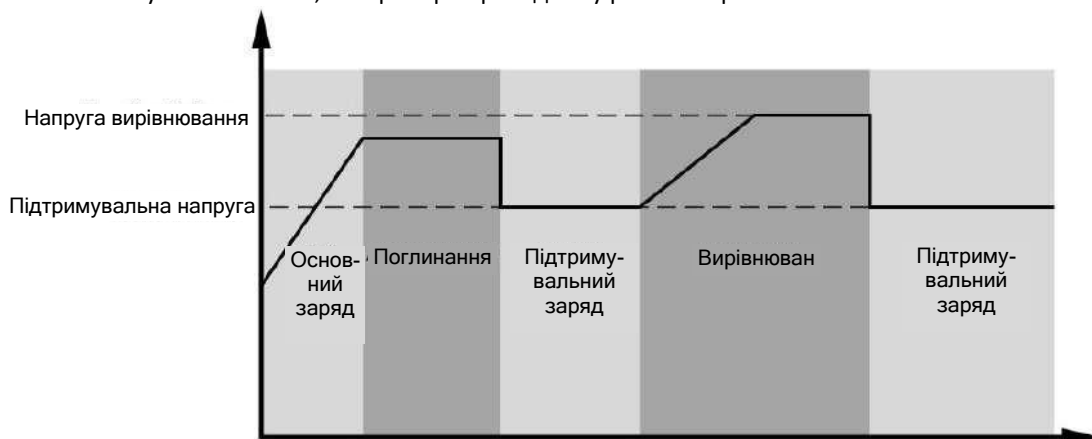 Напруга вирівнювання
Підтримувальна напруга
Основ-
ний
заряд
Поглинання
Підтриму-
вальний
заряд
Вирівнюван
Підтриму-
вальний
заряд